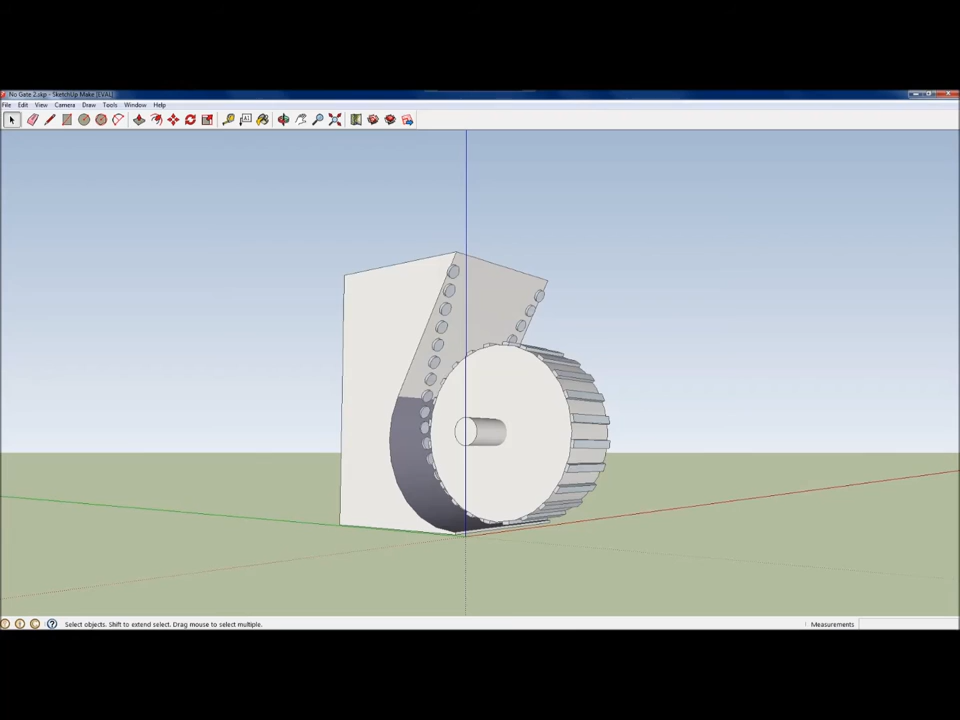 No Gate 2.skp - SketchUp Make [EVAL]
File Edit View Camera Draw Tools Window Help
Select objects. Shift to extend select. Drag mouse to select multiple.
Measurements